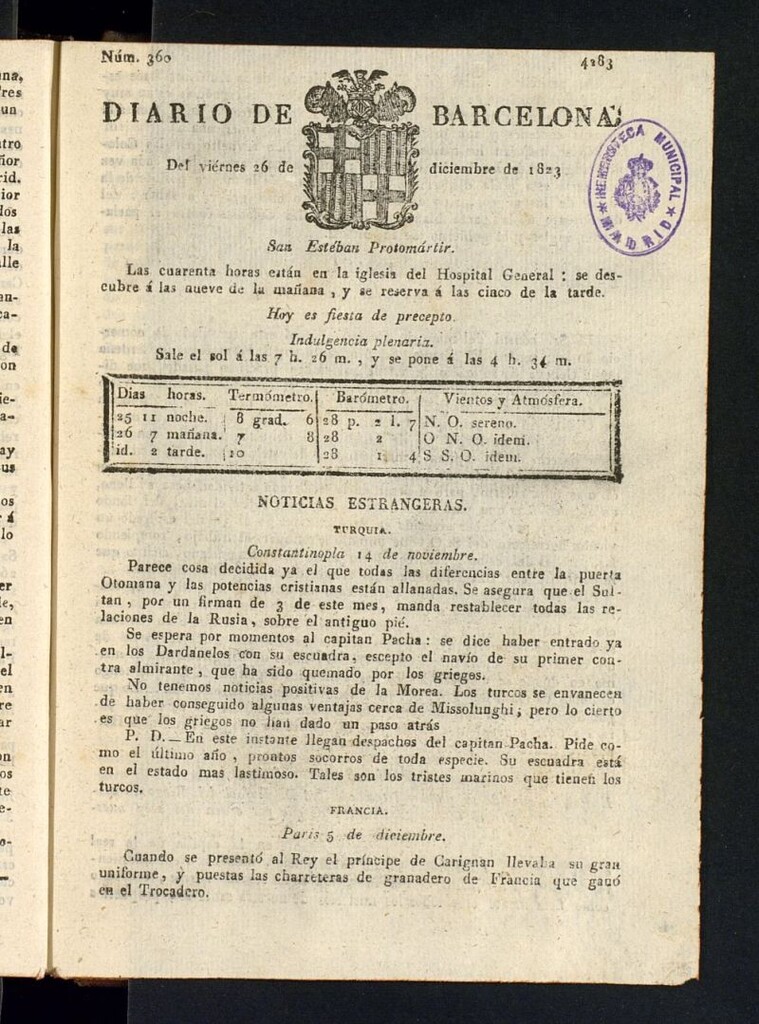 Núm. 360
4283
DIARIO DE BARCELONA
Del viérnes 26 de diciembre de 1823
HEMEROTECA MUNICIPAL
★ MADRID ★
San Estéban Protomártir.
Las cuarenta horas están en la iglesia del Hospital General : se des-
cubre á las nueve de la mañana , y se reserva á las cinco de la tarde.
Hoy es fiesta de precepto.
Indulgencia plenaria.
Sale el sol á las 7 h. 26 m. , y se pone á las 4 h. 34 m.
Dias horas. Termómetro. Barómetro. Vientos y Atmósfera.
25 11 noche. 8 grad. 6 28 p. 2 l. 7 N. O. sereno.
26 7 mañana. 7 8 28 2 O N. O. idem.
id. 2 tarde. 10 28 1 4 S S. O. idem.
NOTICIAS ESTRANGERAS.
TURQUIA.
Constantinopla 14 de noviembre.
Parece cosa decidida ya el que todas las diferencias entre la puerta
Otomana y las potencias cristianas están allanadas. Se asegura que el Sul-
tan , por un firman de 3 de este mes, manda restablecer todas las re-
laciones de la Rusia, sobre el antiguo pié.
Se espera por momentos al capitan Pacha : se dice haber entrado ya
en los Dardanelos con su escuadra, escepto el navío de su primer con-
tra almirante , que ha sido quemado por los griegos.
No tenemos noticias positivas de la Morea. Los turcos se envanecen
de haber conseguido algunas ventajas cerca de Missolunghi ; pero lo cierto
es que los griegos no han dado un paso atrás
P. D. — En este instante llegan despachos del capitan Pacha. Pide co-
mo el último año , prontos socorros de toda especie. Su escuadra está
en el estado mas lastimoso. Tales son los tristes marinos que tienen los
turcos.
FRANCIA.
Paris 5 de diciembre.
Cuando se presentó al Rey el príncipe de Carignan llevaba su gran
uniforme, y puestas las charreteras de granadero de Francia que ganó
en el Trocadero.